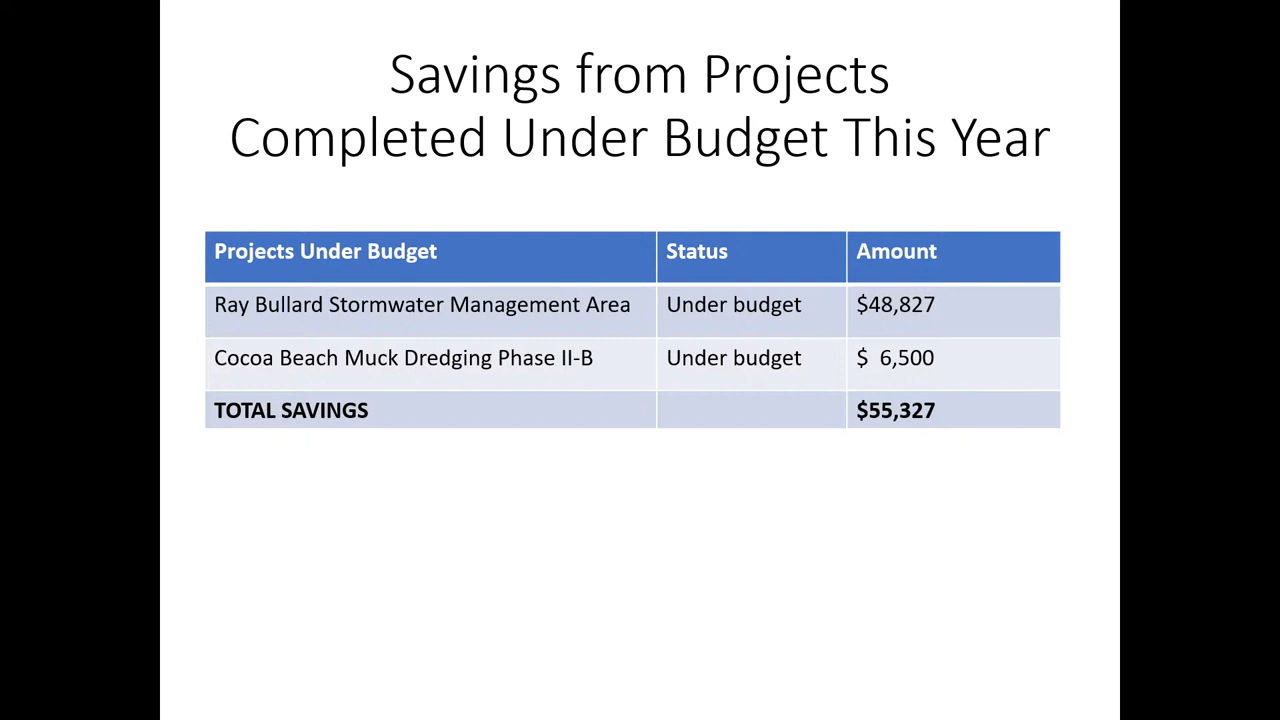 Savings from Projects
Completed Under Budget This Year
Projects Under Budget Status Amount
Ray Bullard Stormwater Management Area Under budget $48,827
Cocoa Beach Muck Dredging Phase II-B Under budget $ 6,500
TOTAL SAVINGS $55,327